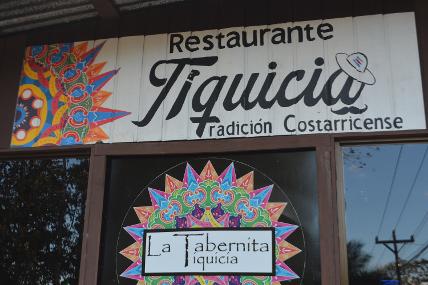 Restaurante
Tiquicia
Tradición Costarricense
La Tabernita
Tiquicia